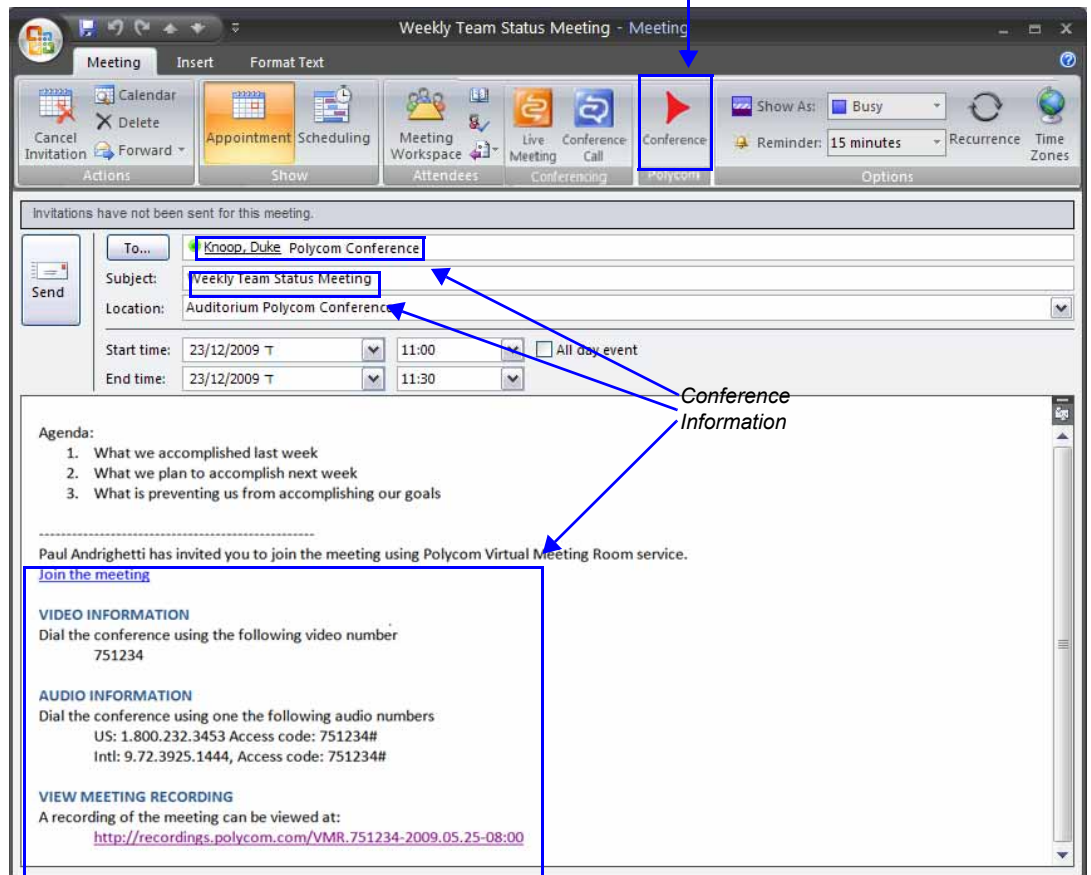 Weekly Team Status Meeting - Meeting
Meeting Insert Format Text
Cancel Invitation
Calendar
Delete
Forward
Actions
Appointment
Scheduling
Show
Meeting Workspace
Attendees
Live Meeting
Conference Call
Conferencing
Conference
Polycom
Show As: Busy
Reminder: 15 minutes
Recurrence
Time Zones
Options
Invitations have not been sent for this meeting.
Send
To... Knoop, Duke Polycom Conference
Subject: Weekly Team Status Meeting
Location: Auditorium Polycom Conference
Start time: 23/12/2009 ד 11:00 All day event
End time: 23/12/2009 ד 11:30
Conference
Information
Agenda:
1. What we accomplished last week
2. What we plan to accomplish next week
3. What is preventing us from accomplishing our goals
--------------------------------------------------
Paul Andrighetti has invited you to join the meeting using Polycom Virtual Meeting Room service.
Join the meeting
VIDEO INFORMATION
Dial the conference using the following video number
751234
AUDIO INFORMATION
Dial the conference using one the following audio numbers
US: 1.800.232.3453 Access code: 751234#
Intl: 9.72.3925.1444, Access code: 751234#
VIEW MEETING RECORDING
A recording of the meeting can be viewed at:
http://recordings.polycom.com/VMR.751234-2009.05.25-08:00